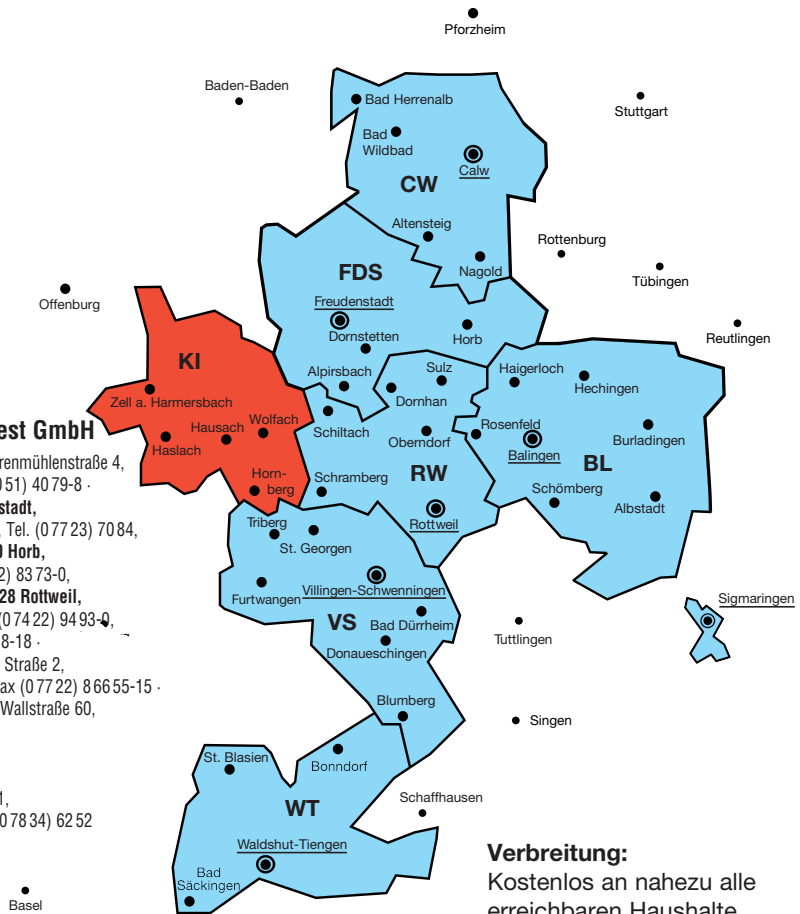 Pforzheim
Baden-Baden
Stuttgart
Bad Herrenalb
Bad
Wildbad
Calw
CW
Altensteig
Nagold
Rottenburg
Tübingen
Reutlingen
Offenburg
FDS
Freudenstadt
Dornstetten
Horb
Alpirsbach
KI
Zell a. Harmersbach
Hausach
Wolfach
Haslach
Horn-
berg
Sulz
Dornhan
Schiltach
Oberndorf
RW
Schramberg
Rottweil
Haigerloch
Hechingen
Rosenfeld
Balingen
Burladingen
BL
Schömberg
Albstadt
Sigmaringen
Triberg
St. Georgen
Furtwangen
Villingen-Schwenningen
VS
Bad Dürrheim
Donaueschingen
Tuttlingen
Blumberg
Singen
St. Blasien
Bonndorf
WT
Schaffhausen
Waldshut-Tiengen
Bad
Säckingen
Basel
est GmbH
renmühlenstraße 4,
51) 40 79-8 ·
stadt,
, Tel. (0 77 23) 70 84,
Horb,
2) 83 73-0,
28 Rottweil,
(0 74 22) 94 93-0,
8-18 ·
Straße 2,
ax (0 77 22) 8 66 55-15 ·
Wallstraße 60,
1,
0 78 34) 62 52
Verbreitung:
Kostenlos an nahezu alle
erreichbaren Haushalte